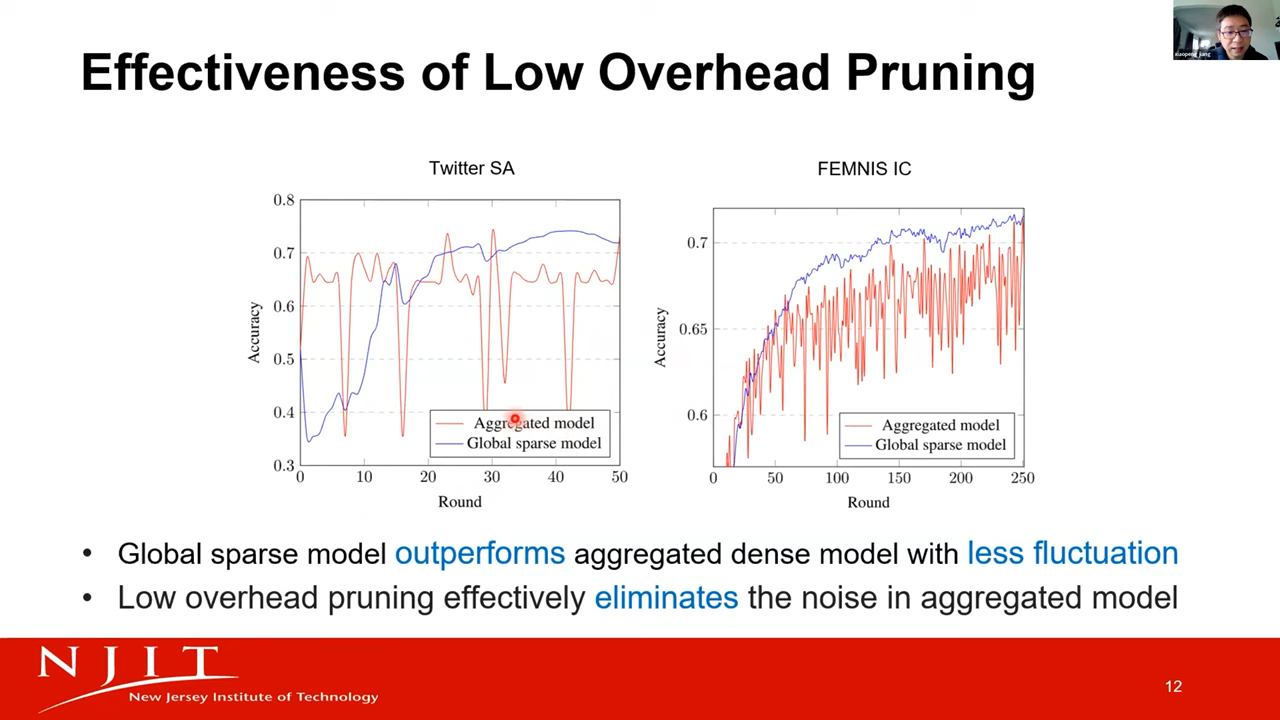 xiaopeng jiang
Effectiveness of Low Overhead Pruning
Twitter SA
0.8
0.7
0.6
0.5
0.4
0.3
Accuracy
0 10 20 30 40 50
Round
Aggregated model
Global sparse model
FEMNIS IC
0.7
0.65
0.6
Accuracy
0 50 100 150 200 250
Round
Aggregated model
Global sparse model
• Global sparse model outperforms aggregated dense model with less fluctuation
• Low overhead pruning effectively eliminates the noise in aggregated model
NJIT
New Jersey Institute of Technology
12